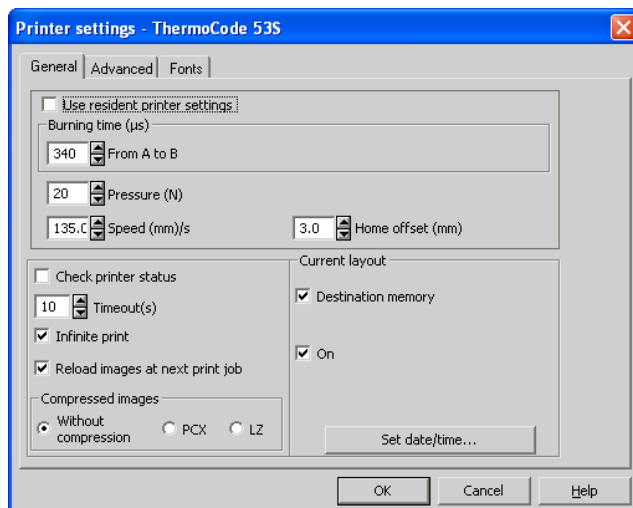 Printer settings - ThermoCode 53S
General Advanced Fonts
Use resident printer settings
Burning time (µs)
340 From A to B
20 Pressure (N)
135.0 Speed (mm)/s 3.0 Home offset (mm)
Check printer status
10 Timeout(s)
Infinite print
Reload images at next print job
Compressed images
Without compression PCX LZ
Current layout
Destination memory
On
Set date/time...
OK Cancel Help